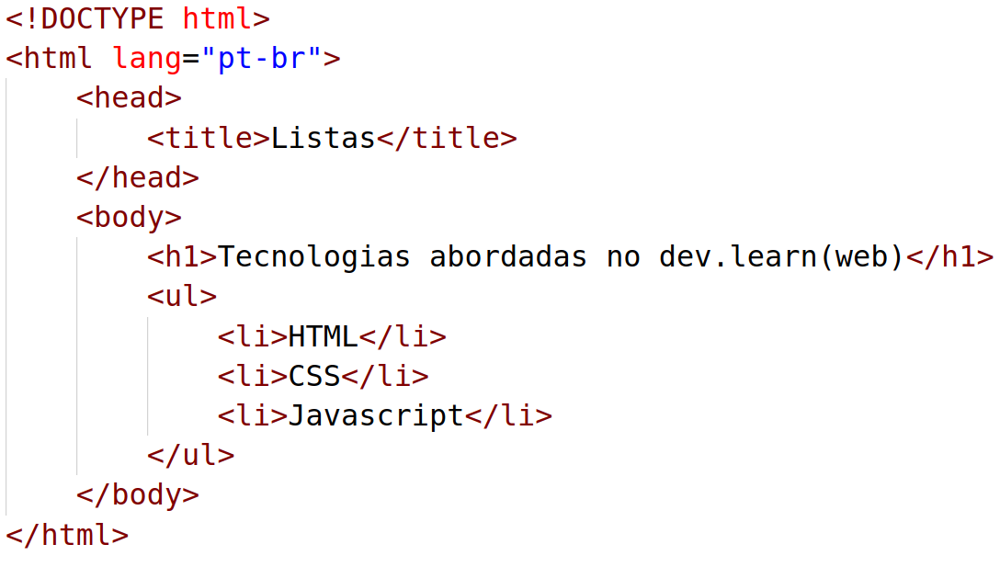 <!DOCTYPE html>
<html lang="pt-br">
    <head>
        <title>Listas</title>
    </head>
    <body>
        <h1>Tecnologias abordadas no dev.learn(web)</h1>
        <ul>
            <li>HTML</li>
            <li>CSS</li>
            <li>Javascript</li>
        </ul>
    </body>
</html>